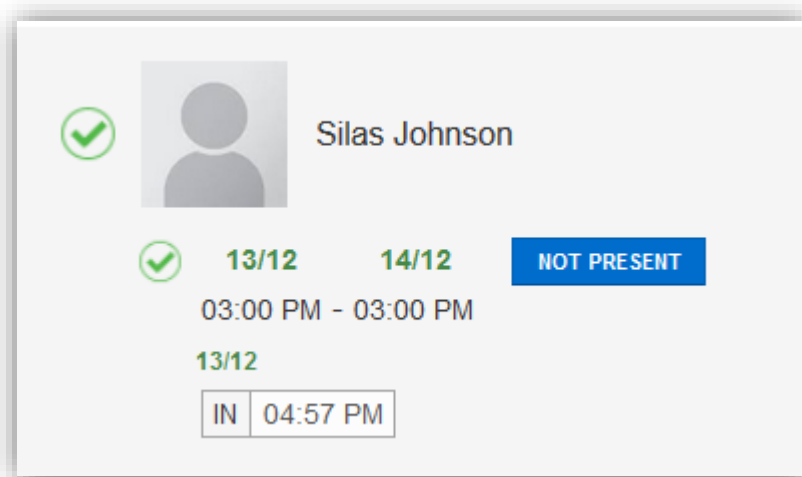 Silas Johnson
13/12 14/12 NOT PRESENT
03:00 PM - 03:00 PM
13/12
IN 04:57 PM